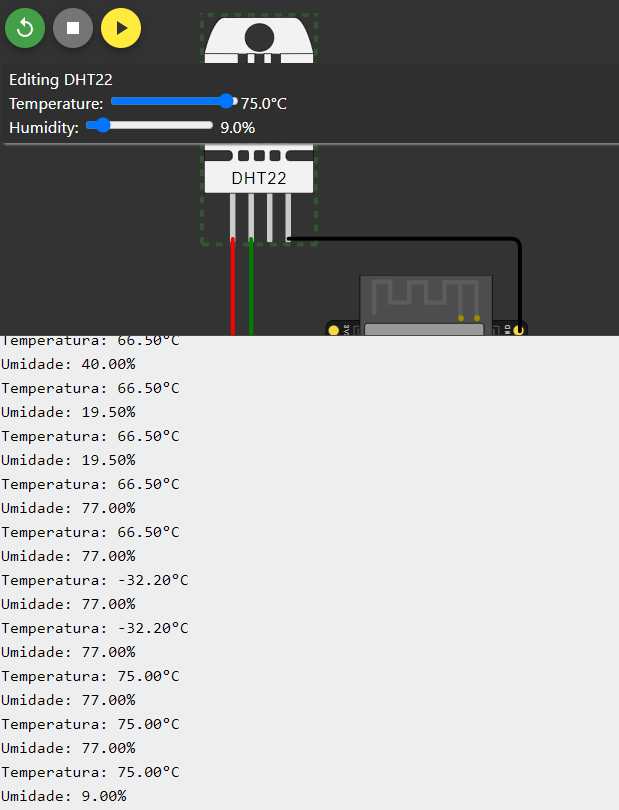 Editing DHT22
Temperature: 75.0°C
Humidity: 9.0%
DHT22
3V3
GND
Temperatura: 66.50°C
Umidade: 40.00%
Temperatura: 66.50°C
Umidade: 19.50%
Temperatura: 66.50°C
Umidade: 19.50%
Temperatura: 66.50°C
Umidade: 77.00%
Temperatura: 66.50°C
Umidade: 77.00%
Temperatura: -32.20°C
Umidade: 77.00%
Temperatura: -32.20°C
Umidade: 77.00%
Temperatura: 75.00°C
Umidade: 77.00%
Temperatura: 75.00°C
Umidade: 77.00%
Temperatura: 75.00°C
Umidade: 9.00%